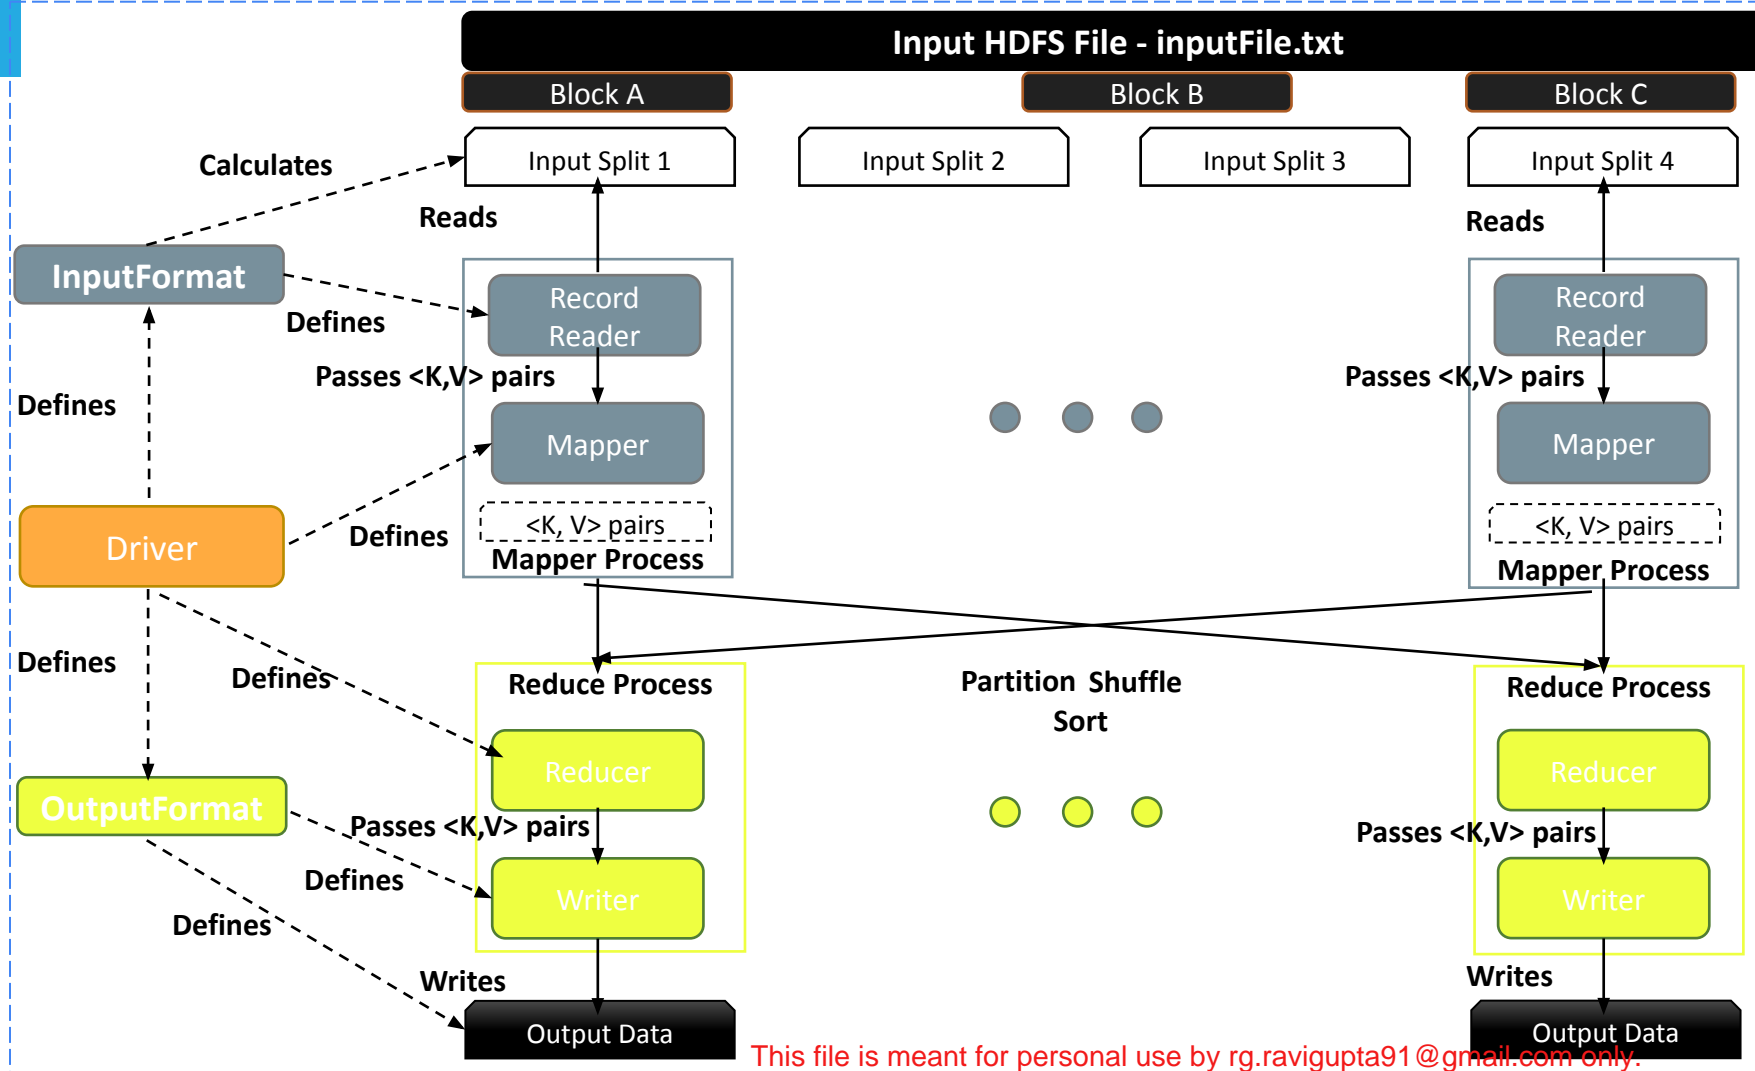 Input HDFS File - inputFile.txt
Block A
Block B
Block C
Input Split 1
Input Split 2
Input Split 3
Input Split 4
Calculates
Reads
Reads
InputFormat
Defines
Record
Reader
Record
Reader
Passes <K,V> pairs
Passes <K,V> pairs
Defines
Mapper
Mapper
Driver
Defines
<K, V> pairs
<K, V> pairs
Mapper Process
Mapper Process
Defines
Defines
Reduce Process
Partition Shuffle
Sort
Reduce Process
Reducer
Reducer
OutputFormat
Passes <K,V> pairs
Passes <K,V> pairs
Defines
Writer
Writer
Defines
Writes
Writes
Output Data
Output Data
This file is meant for personal use by rg.ravigupta91@gmail.com only.